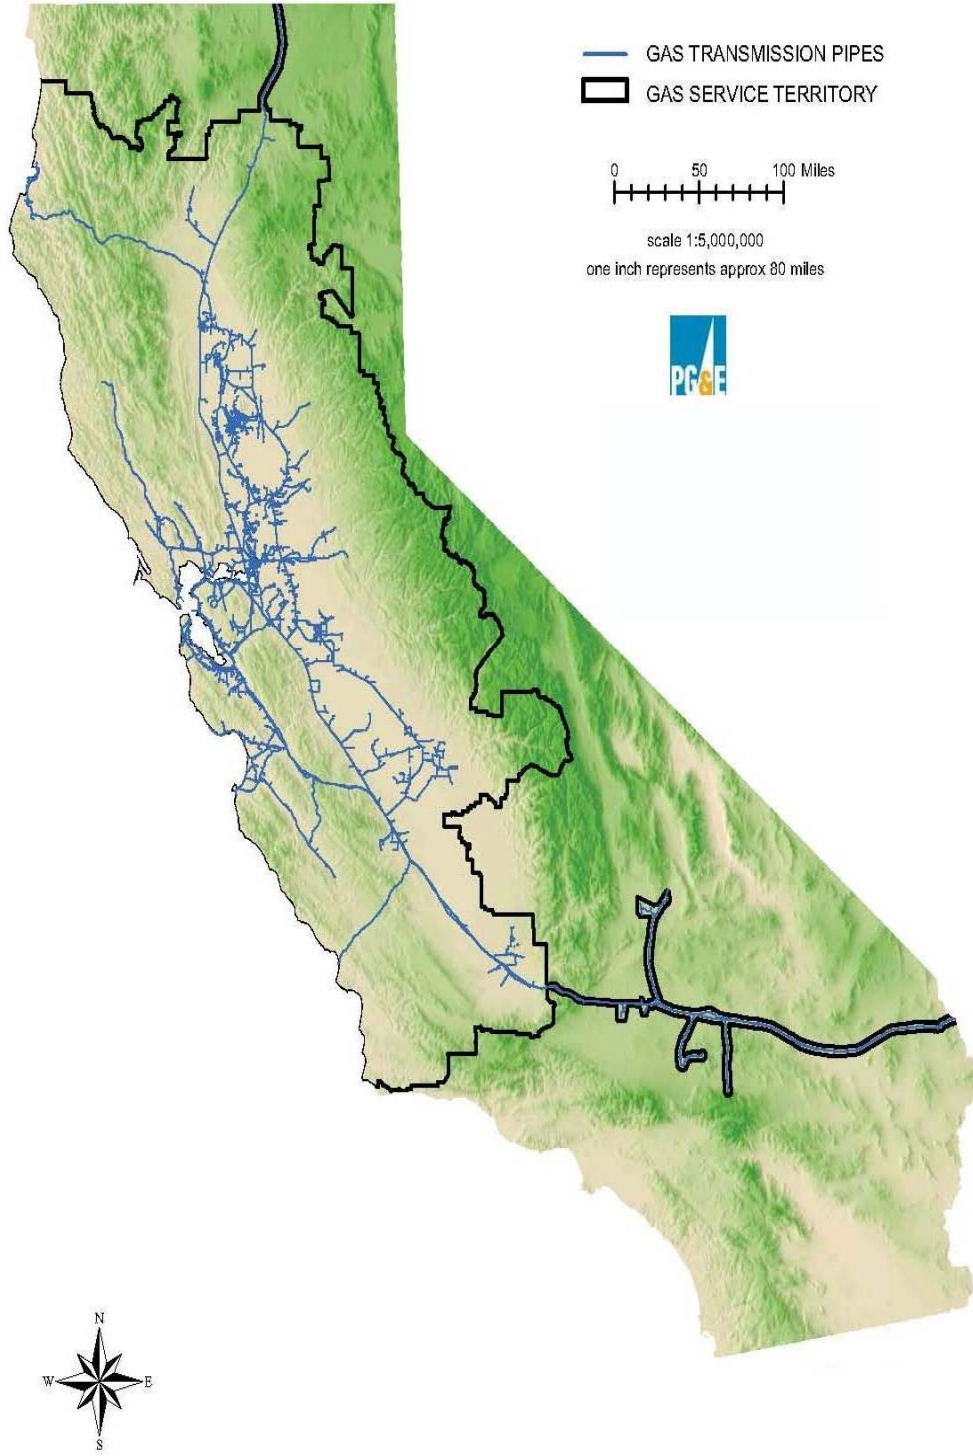 GAS TRANSMISSION PIPES
GAS SERVICE TERRITORY
0 50 100 Miles
scale 1:5,000,000
one inch represents approx 80 miles
PG&E
N
W E
S